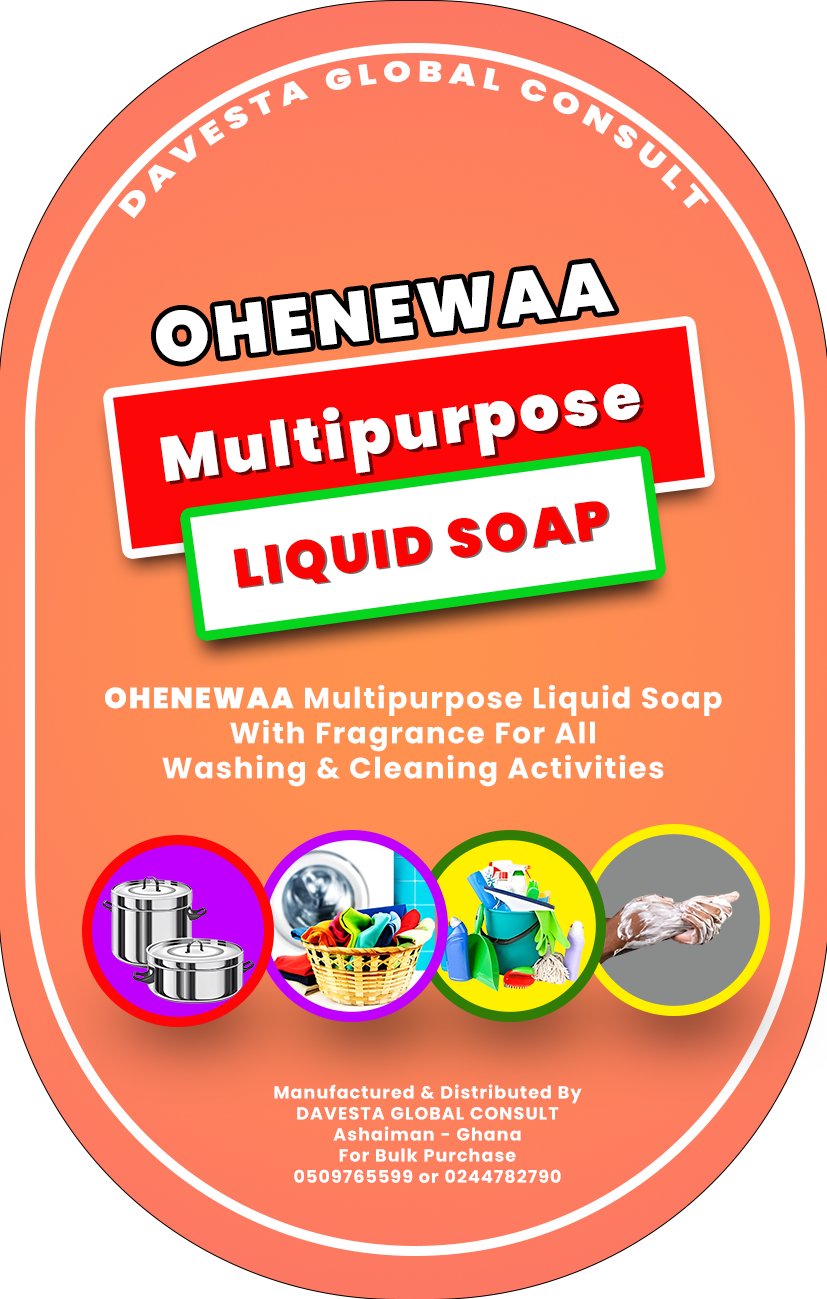 DAVESTA GLOBAL CONSULT
OHENEWAA
Multipurpose
LIQUID SOAP
OHENEWAA Multipurpose Liquid Soap
With Fragrance For All
Washing & Cleaning Activities
Manufactured & Distributed By
DAVESTA GLOBAL CONSULT
Ashaiman - Ghana
For Bulk Purchase
0509765599 or 0244782790